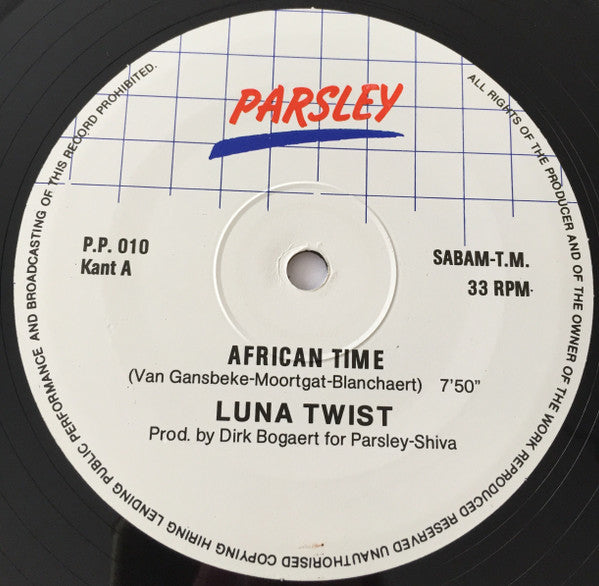 PARSLEY
P.P. 010
Kant A
SABAM-T.M.
33 RPM
AFRICAN TIME
(Van Gansbeke-Moortgat-Blanchaert) 7'50"
LUNA TWIST
Prod. by Dirk Bogaert for Parsley-Shiva
ALL RIGHTS OF THE PRODUCER AND OF THE OWNER OF THE WORK REPRODUCED RESERVED UNAUTHORISED COPYING HIRING LENDING PUBLIC PERFORMANCE AND BROADCASTING OF THIS RECORD PROHIBITED.